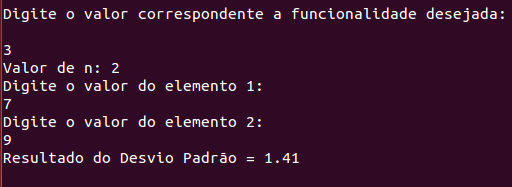 Digite o valor correspondente a funcionalidade desejada:
3
Valor de n: 2
Digite o valor do elemento 1:
7
Digite o valor do elemento 2:
9
Resultado do Desvio Padrão = 1.41